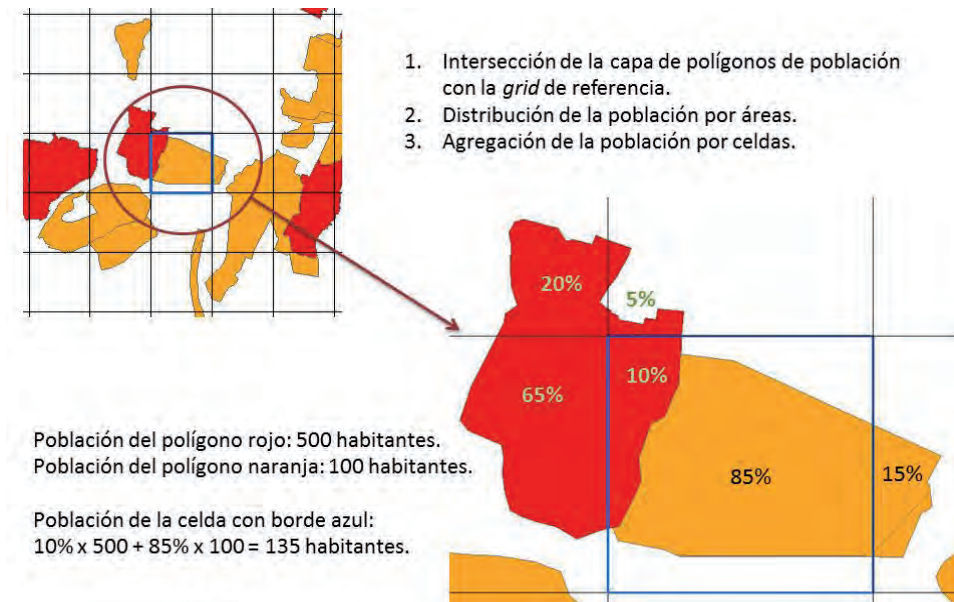 1. Intersección de la capa de polígonos de población
con la grid de referencia.
2. Distribución de la población por áreas.
3. Agregación de la población por celdas.
20%
5%
65%
10%
85%
15%
Población del polígono rojo: 500 habitantes.
Población del polígono naranja: 100 habitantes.
Población de la celda con borde azul:
10% x 500 + 85% x 100 = 135 habitantes.